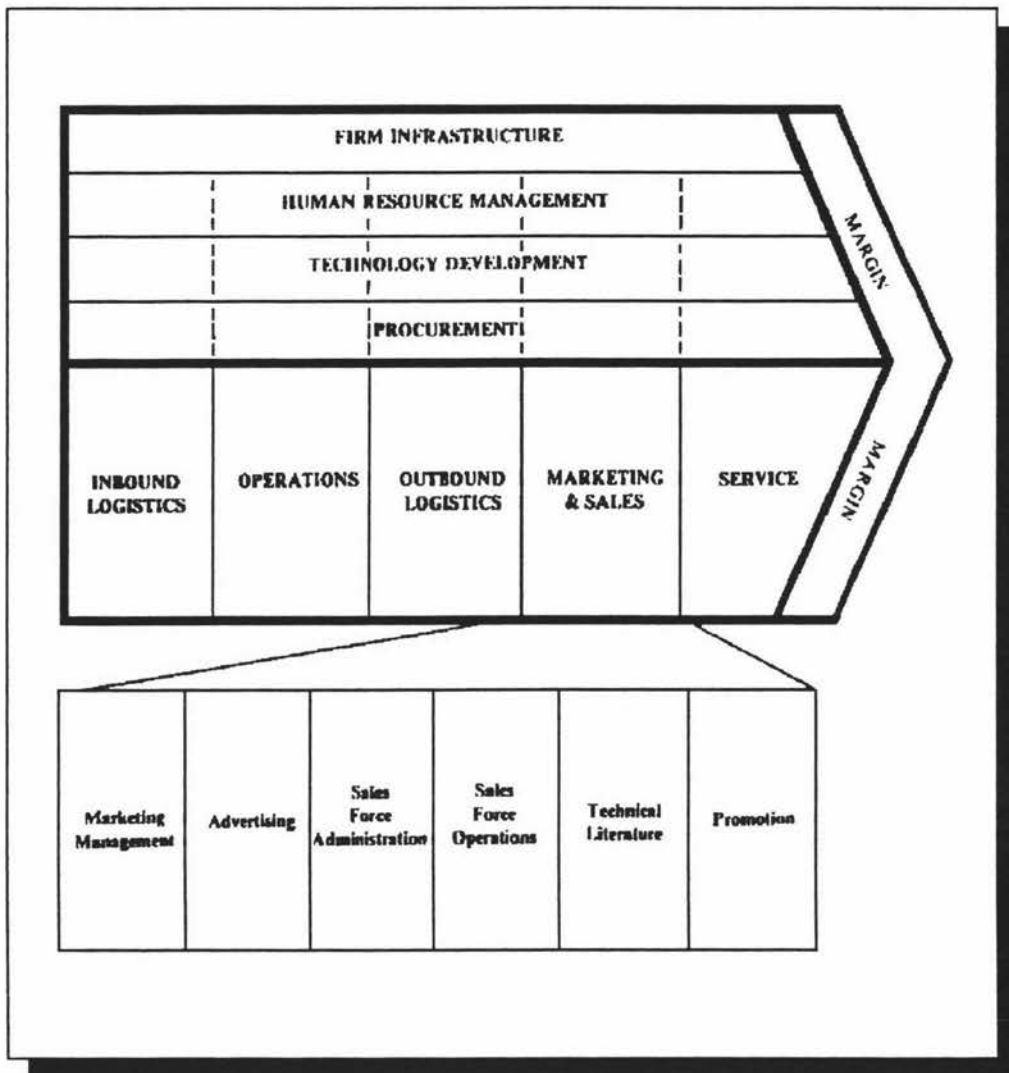 FIRM INFRASTRUCTURE
HUMAN RESOURCE MANAGEMENT
TECHNOLOGY DEVELOPMENT
PROCUREMENT
MARGIN
INBOUND
LOGISTICS
OPERATIONS
OUTBOUND
LOGISTICS
MARKETING
& SALES
SERVICE
MARGIN
Marketing
Management
Advertising
Sales
Force
Administration
Sales
Force
Operations
Technical
Literature
Promotion